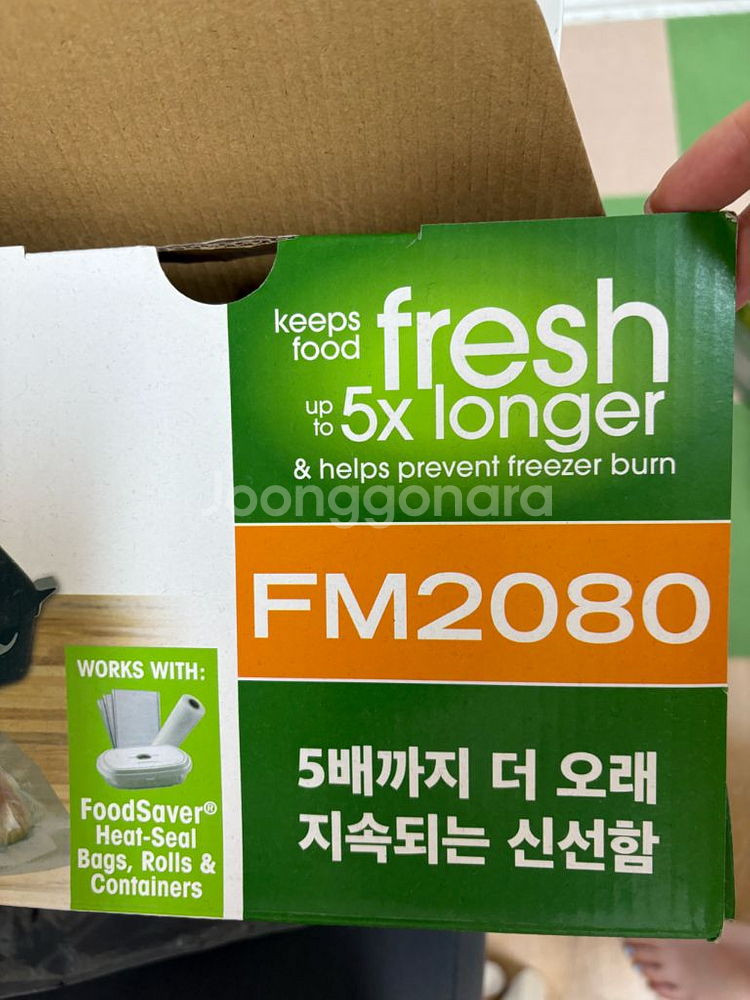 keeps
food
fresh
up
to
5x longer
& helps prevent freezer burn
Joonggonara
FM2080
WORKS WITH:
FoodSaver®
Heat-Seal
Bags, Rolls &
Containers
5배까지 더 오래
지속되는 신선함